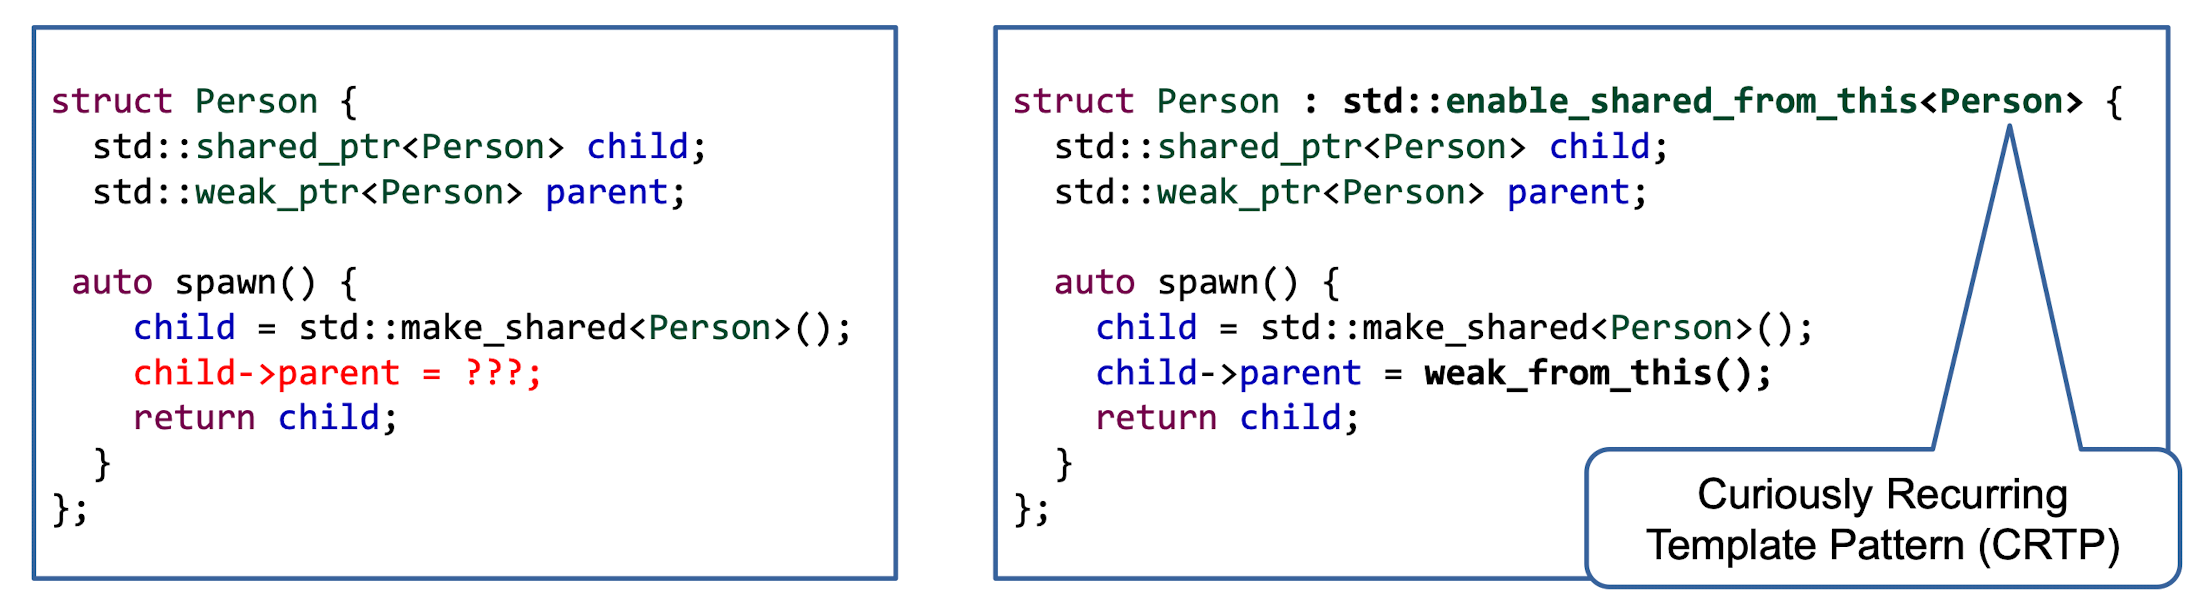 struct Person {
  std::shared_ptr<Person> child;
  std::weak_ptr<Person> parent;
 auto spawn() {
    child = std::make_shared<Person>();
    child->parent = ???;
    return child;
  }
};
struct Person : std::enable_shared_from_this<Person> {
  std::shared_ptr<Person> child;
  std::weak_ptr<Person> parent;
  auto spawn() {
    child = std::make_shared<Person>();
    child->parent = weak_from_this();
    return child;
  }
};
Curiously Recurring
Template Pattern (CRTP)